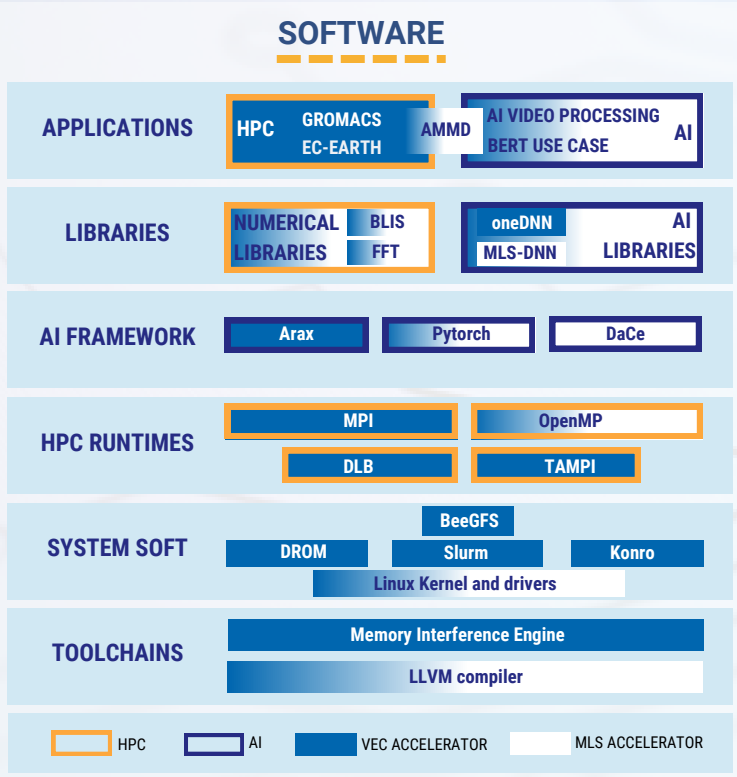 SOFTWARE
APPLICATIONS
HPC
GROMACS
EC-EARTH
AMMD
AI VIDEO PROCESSING
BERT USE CASE
AI
LIBRARIES
NUMERICAL
LIBRARIES
BLIS
FFT
oneDNN
MLS-DNN
AI
LIBRARIES
AI FRAMEWORK
Arax
Pytorch
DaCe
HPC RUNTIMES
MPI
OpenMP
DLB
TAMPI
SYSTEM SOFT
BeeGFS
DROM
Slurm
Konro
Linux Kernel and drivers
TOOLCHAINS
Memory Interference Engine
LLVM compiler
HPC
AI
VEC ACCELERATOR
MLS ACCELERATOR